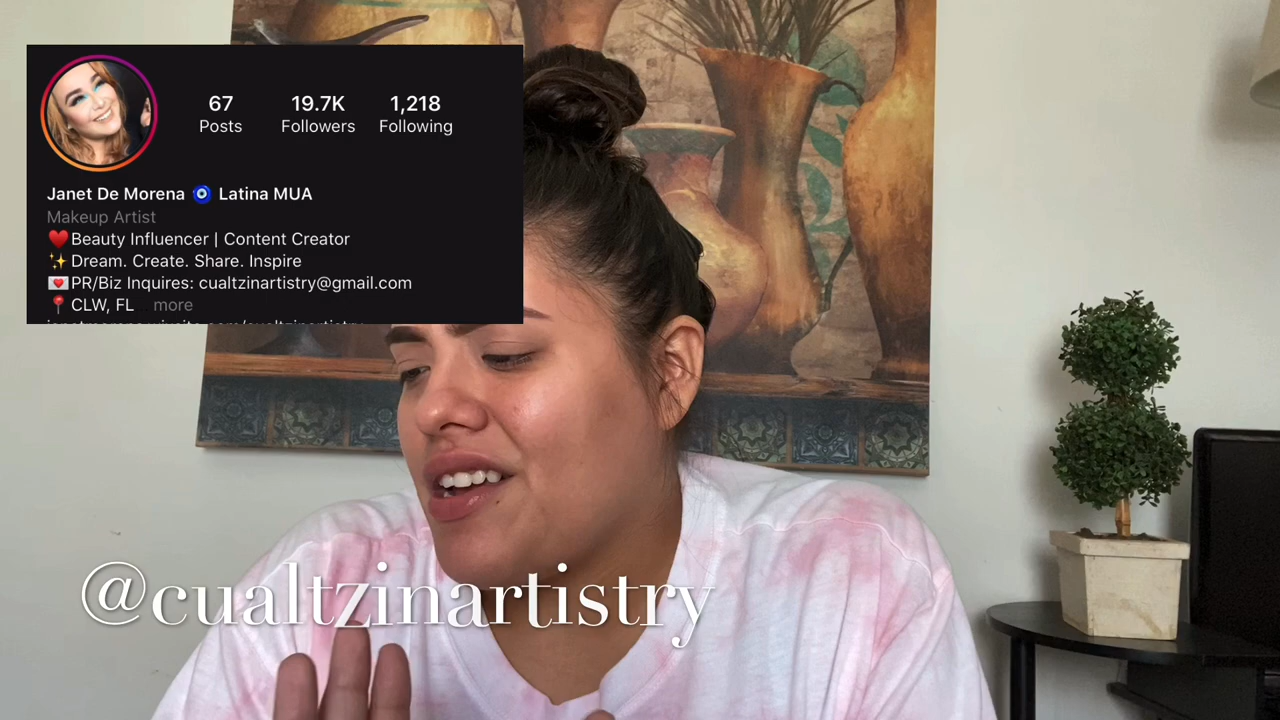 67 19.7K 1,218
Posts Followers Following
Janet De Morena 🧿 Latina MUA
Makeup Artist
❤️Beauty Influencer | Content Creator
✨Dream. Create. Share. Inspire
💌PR/Biz Inquires: cualtzinartistry@gmail.com
📍CLW, FL more
@cualtzinartistry